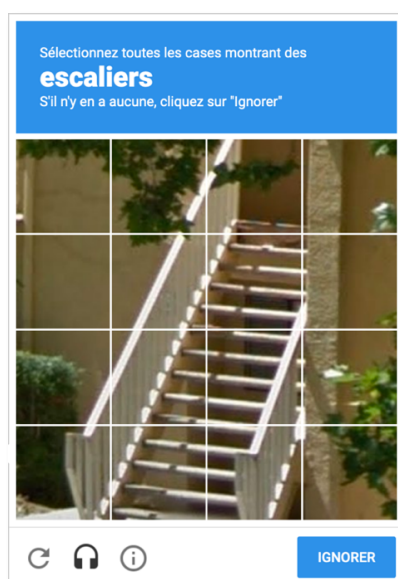 Sélectionnez toutes les cases montrant des
escaliers
S'il n'y en a aucune, cliquez sur "Ignorer"
IGNORER